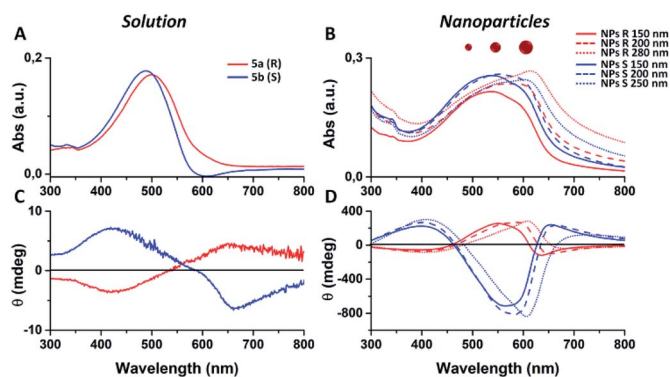 Solution
Nanoparticles
A
0,2
Abs (a.u.)
0,0
300 400 500 600 700 800
5a (R)
5b (S)
B
0,3
Abs (a.u.)
0,0
300 400 500 600 700 800
NPs R 150 nm
NPs R 200 nm
NPs R 280 nm
NPs S 150 nm
NPs S 200 nm
NPs S 250 nm
C
10
0
-10
θ (mdeg)
300 400 500 600 700 800
Wavelength (nm)
D
400
0
-400
-800
θ (mdeg)
300 400 500 600 700 800
Wavelength (nm)